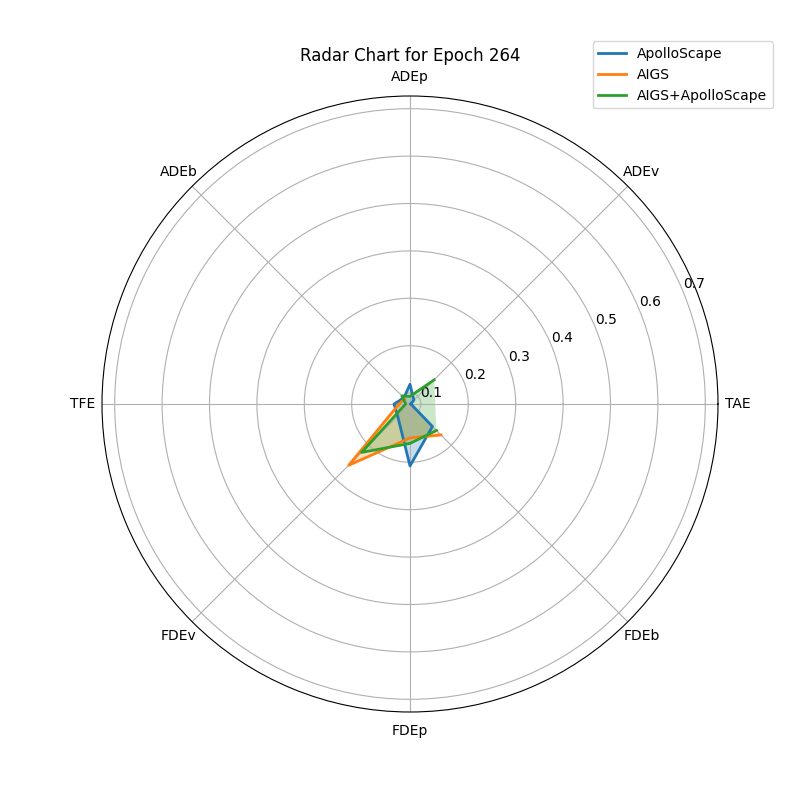 Radar Chart for Epoch 264
ApolloScape
AIGS
AIGS+ApolloScape
ADEp
ADEb
ADEv
0.7
0.6
0.5
0.4
0.3
0.2
0.1
TFE
TAE
FDEv
FDEb
FDEp